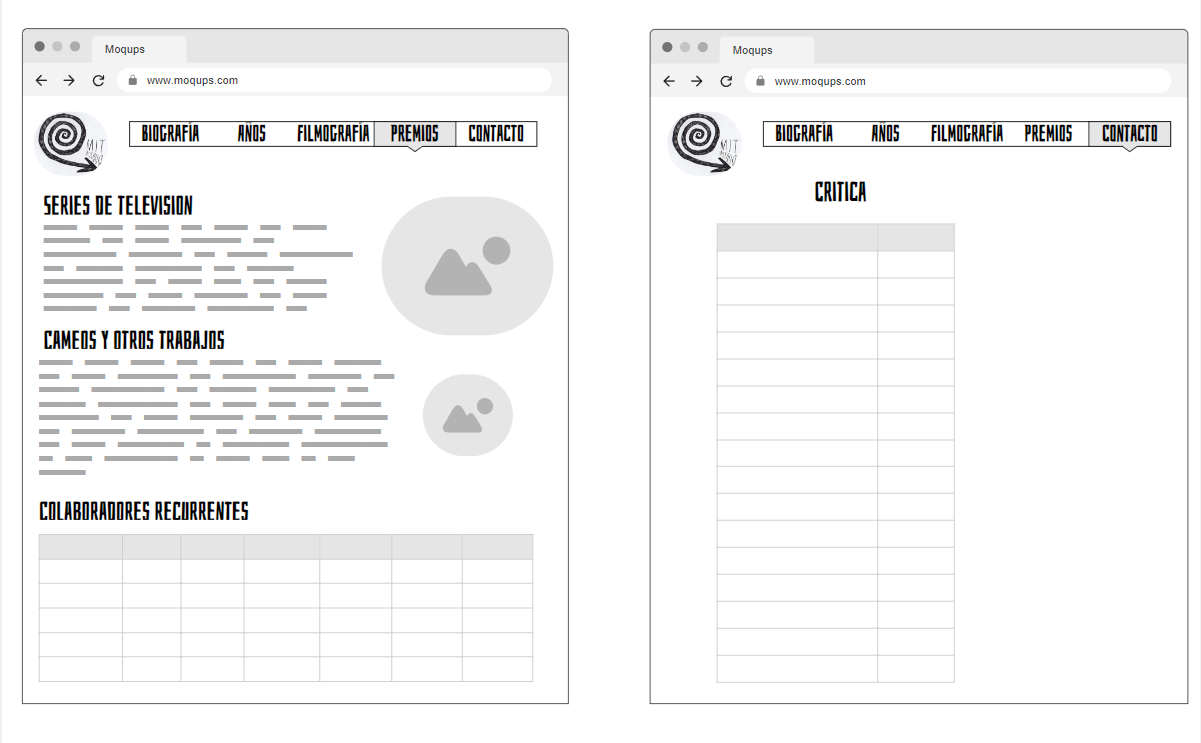 Moqups
www.moqups.com
MIT
BIOGRAFÍA AÑOS FILMOGRAFÍA PREMIOS CONTACTO
SERIES DE TELEVISION
CAMEOS Y OTROS TRABAJOS
COLABORADORES RECURRENTES
Moqups
www.moqups.com
MIT
BIOGRAFÍA AÑOS FILMOGRAFÍA PREMIOS CONTACTO
CRITICA